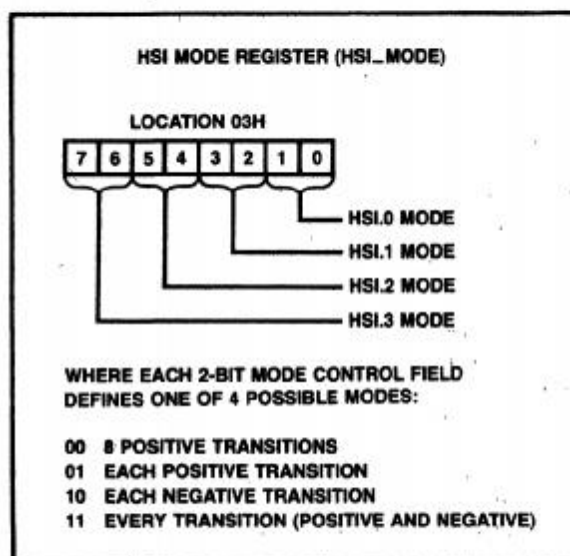 HSI MODE REGISTER (HSI_MODE)
LOCATION 03H
7 6 5 4 3 2 1 0
HSI.0 MODE
HSI.1 MODE
HSI.2 MODE
HSI.3 MODE
WHERE EACH 2-BIT MODE CONTROL FIELD
DEFINES ONE OF 4 POSSIBLE MODES:
00 8 POSITIVE TRANSITIONS
01 EACH POSITIVE TRANSITION
10 EACH NEGATIVE TRANSITION
11 EVERY TRANSITION (POSITIVE AND NEGATIVE)